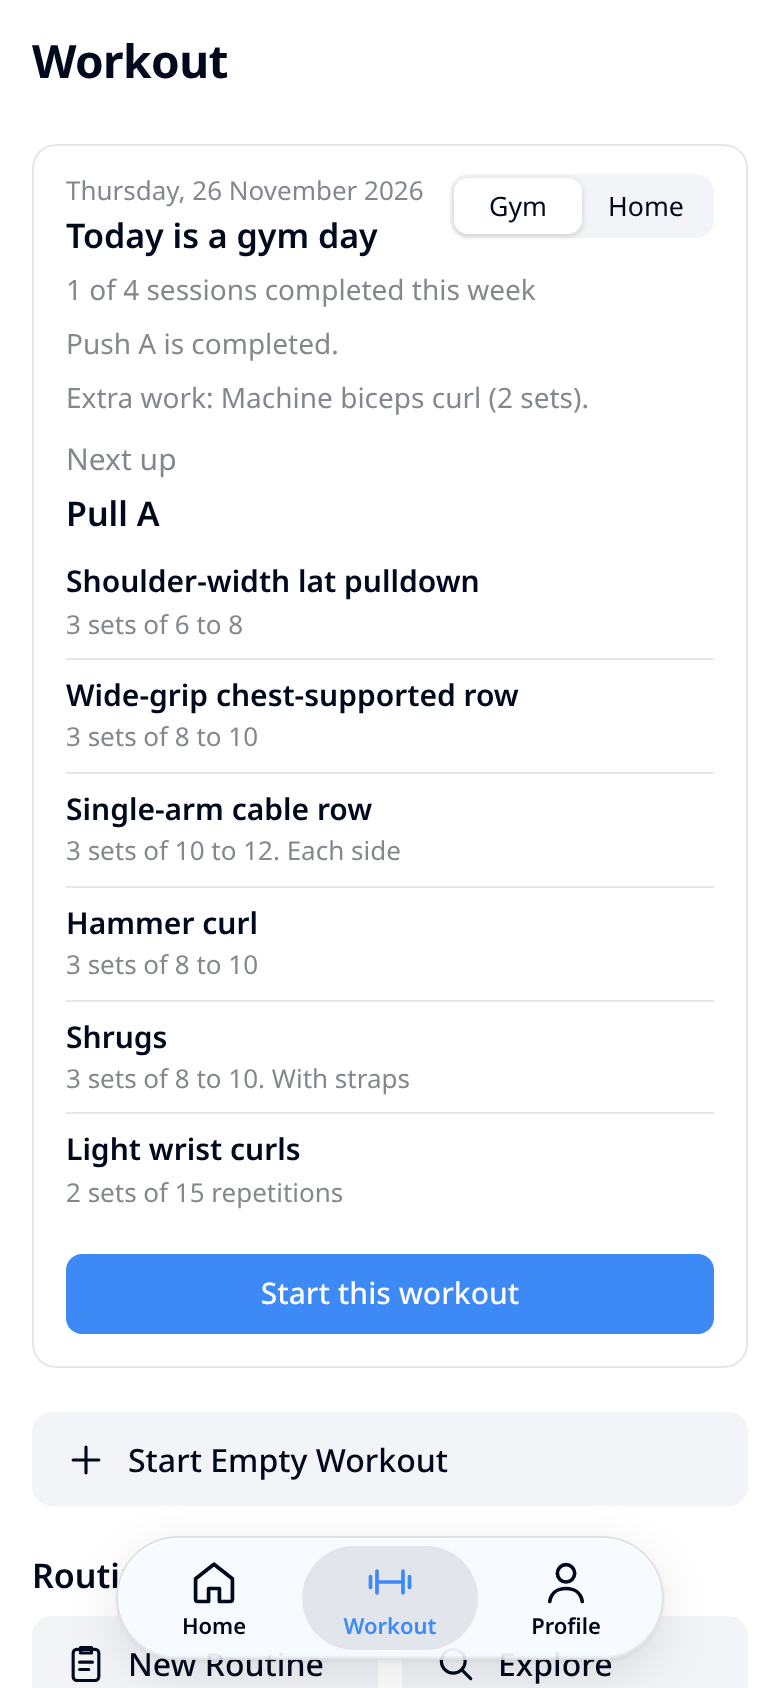 Workout
Thursday, 26 November 2026
Gym
Home
Today is a gym day
1 of 4 sessions completed this week
Push A is completed.
Extra work: Machine biceps curl (2 sets).
Next up
Pull A
Shoulder-width lat pulldown
3 sets of 6 to 8
Wide-grip chest-supported row
3 sets of 8 to 10
Single-arm cable row
3 sets of 10 to 12. Each side
Hammer curl
3 sets of 8 to 10
Shrugs
3 sets of 8 to 10. With straps
Light wrist curls
2 sets of 15 repetitions
Start this workout
Start Empty Workout
Home
Workout
Profile
New Routine
Explore